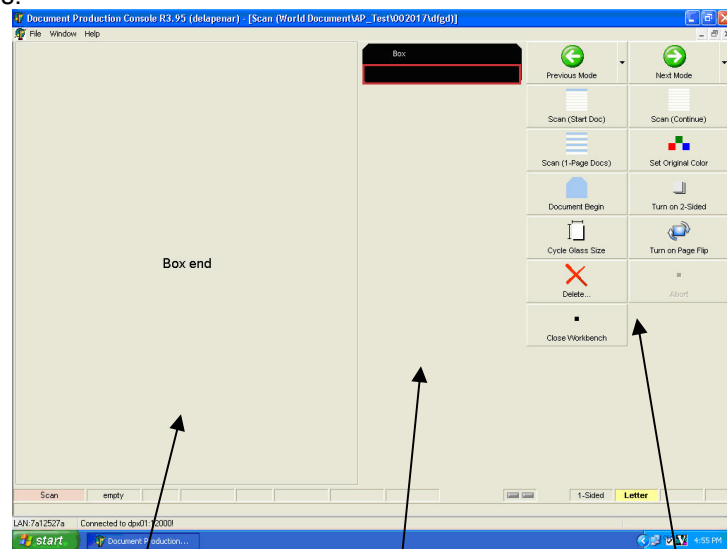 Document Production Console R3.95 (delapenar) - [Scan (World Document\AP_Test\002017\dfgd)]
File Window Help
Box
Previous Mode
Next Mode
Scan (Start Doc)
Scan (Continue)
Scan (1-Page Docs)
Set Original Color
Document Begin
Turn on 2-Sided
Cycle Glass Size
Turn on Page Flip
Box end
Delete...
Abort
Close Workbench
Scan empty 1-Sided Letter
LAN:7a12527a Connected to dpx01:12000!
start Document Production... 4:55 PM